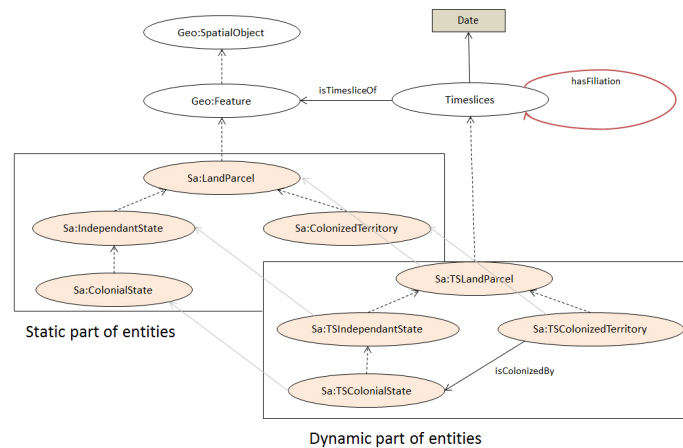 Date
Geo:SpatialObject
hasFiliation
isTimesliceOf
Geo:Feature
Timeslices
Sa:LandParcel
Sa:IndependantState
Sa:ColonizedTerritory
Sa:TSLandParcel
Sa:ColonialState
Static part of entities
Sa:TSIndependantState
Sa:TSColonizedTerritory
isColonizedBy
Sa:TSColonialState
Dynamic part of entities